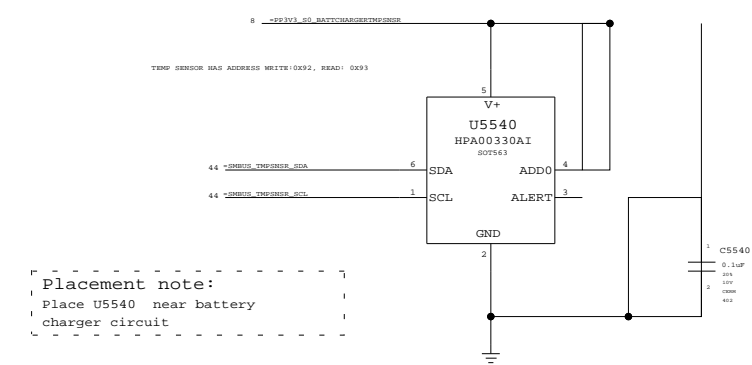 8 =PP3V3_S0_BATTCHARGERTMPSNSR
TEMP SENSOR HAS ADDRESS WRITE:0X92, READ: 0X93
5
V+
U5540
HPA00330AI
SOT563
44 =SMBUS_TMPSNSR_SDA 6 SDA ADD0 4
44 =SMBUS_TMPSNSR_SCL 1 SCL ALERT 3
GND
2
1 C5540
0.1uF
20%
10V
2 CERM
402
Placement note:
Place U5540 near battery
charger circuit